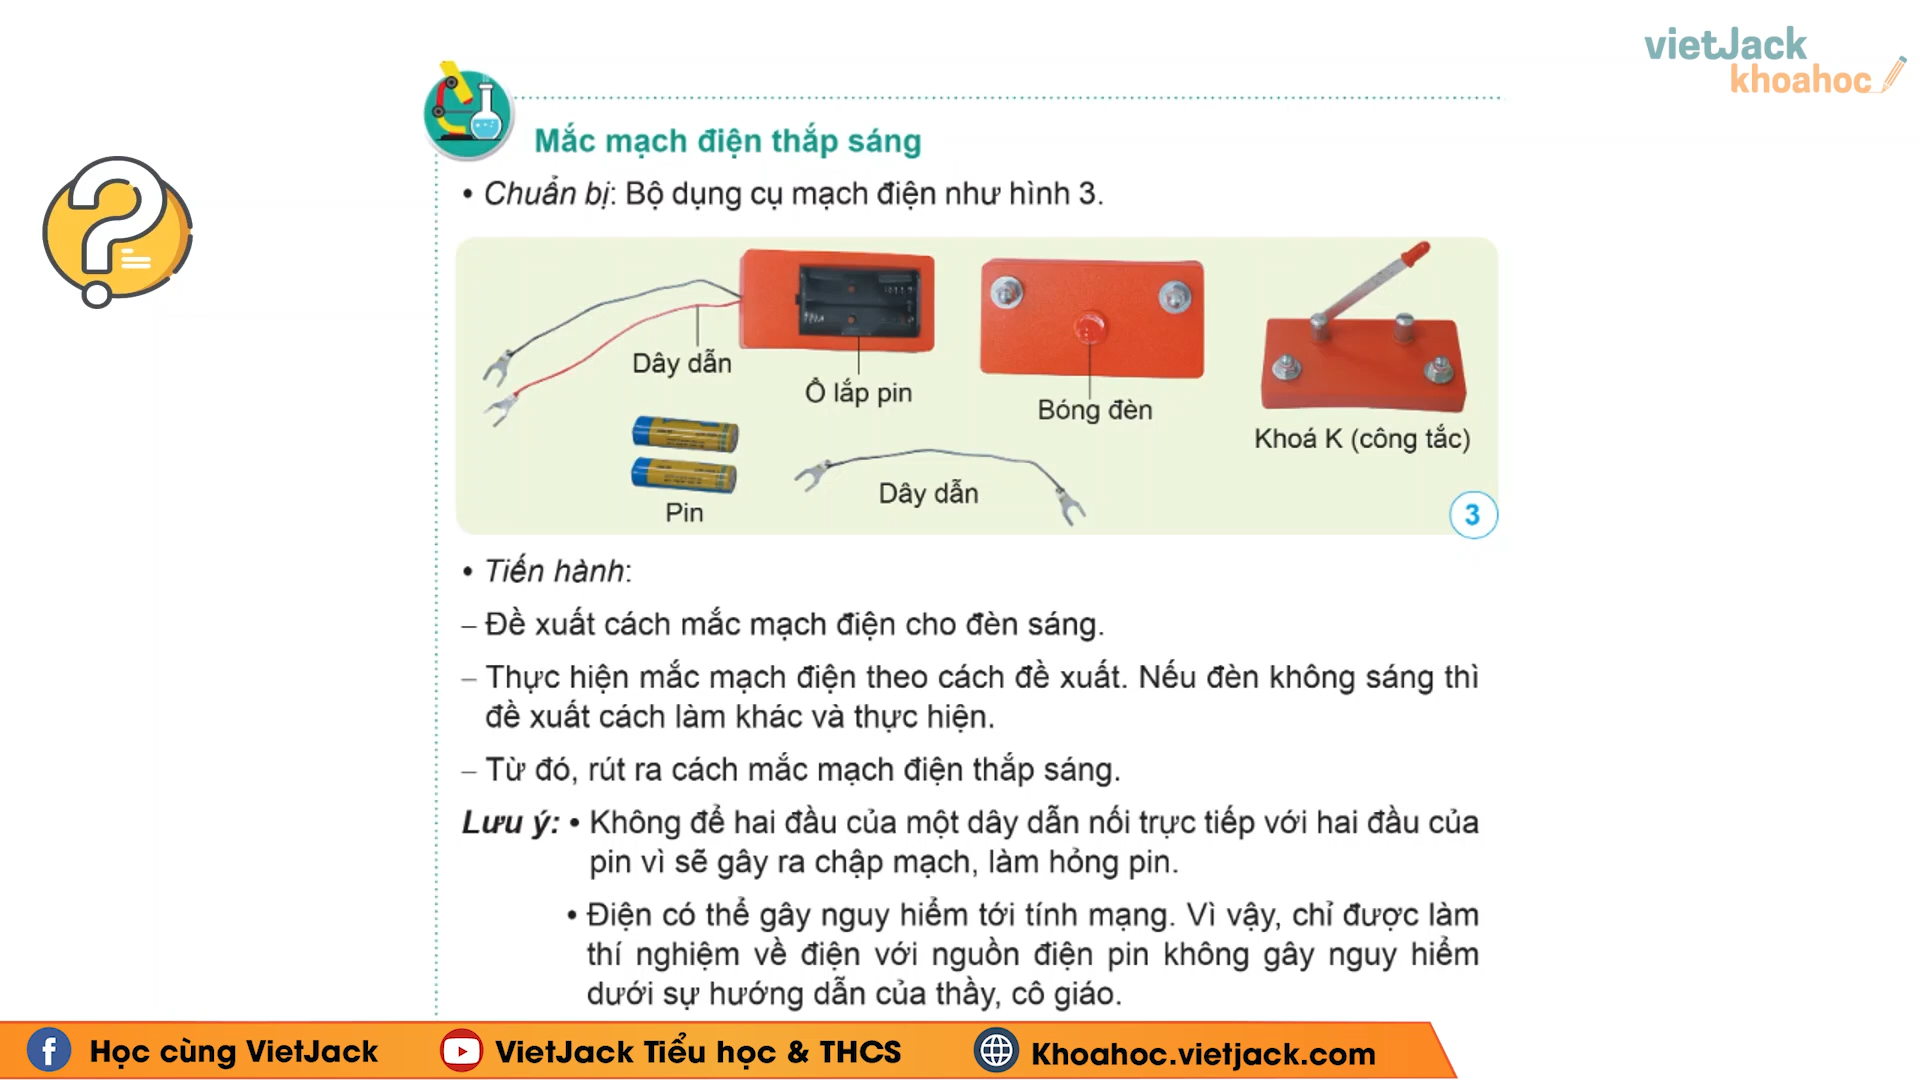 vietJack
khoahoc
Mắc mạch điện thắp sáng
• Chuẩn bị: Bộ dụng cụ mạch điện như hình 3.
Dây dẫn
Ổ lắp pin
Bóng đèn
Khoá K (công tắc)
Pin
Dây dẫn
3
• Tiến hành:
– Đề xuất cách mắc mạch điện cho đèn sáng.
– Thực hiện mắc mạch điện theo cách đề xuất. Nếu đèn không sáng thì
đề xuất cách làm khác và thực hiện.
– Từ đó, rút ra cách mắc mạch điện thắp sáng.
Lưu ý: • Không để hai đầu của một dây dẫn nối trực tiếp với hai đầu của
pin vì sẽ gây ra chập mạch, làm hỏng pin.
• Điện có thể gây nguy hiểm tới tính mạng. Vì vậy, chỉ được làm
thí nghiệm về điện với nguồn điện pin không gây nguy hiểm
dưới sự hướng dẫn của thầy, cô giáo.
Học cùng VietJack
VietJack Tiểu học & THCS
Khoahoc.vietjack.com